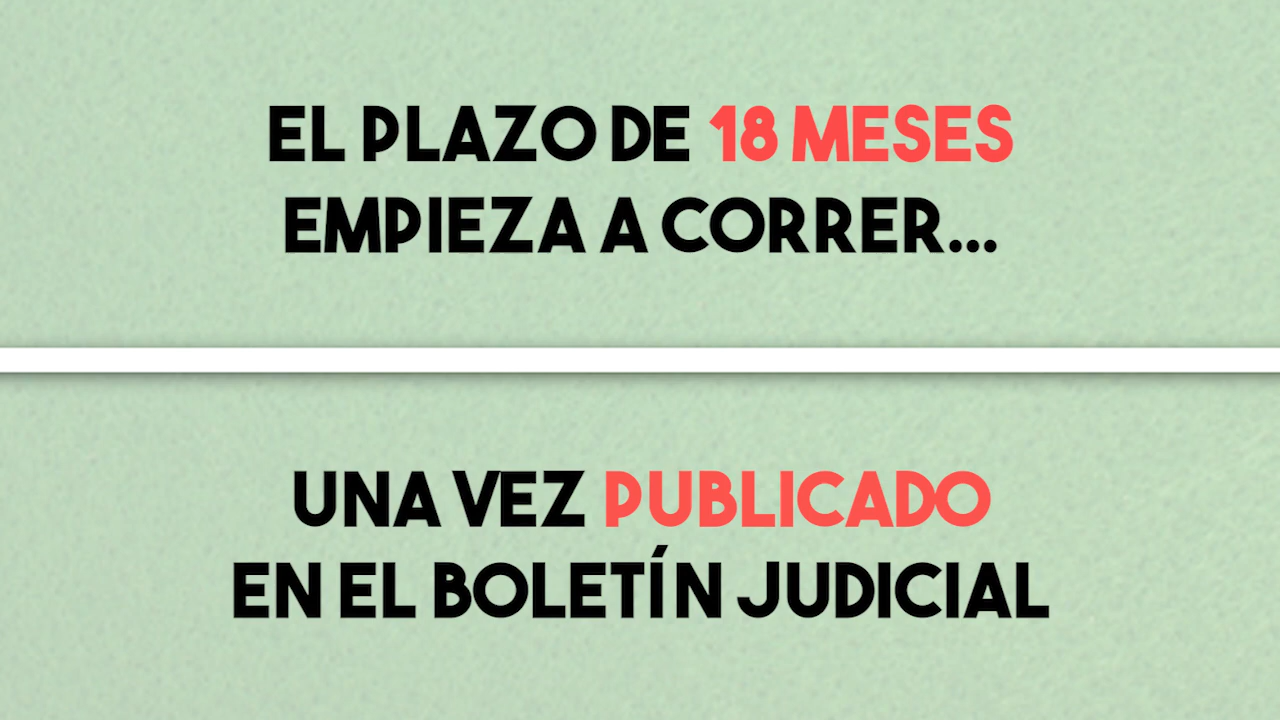 EL PLAZO DE 18 MESES
EMPIEZA A CORRER...
UNA VEZ PUBLICADO
EN EL BOLETÍN JUDICIAL